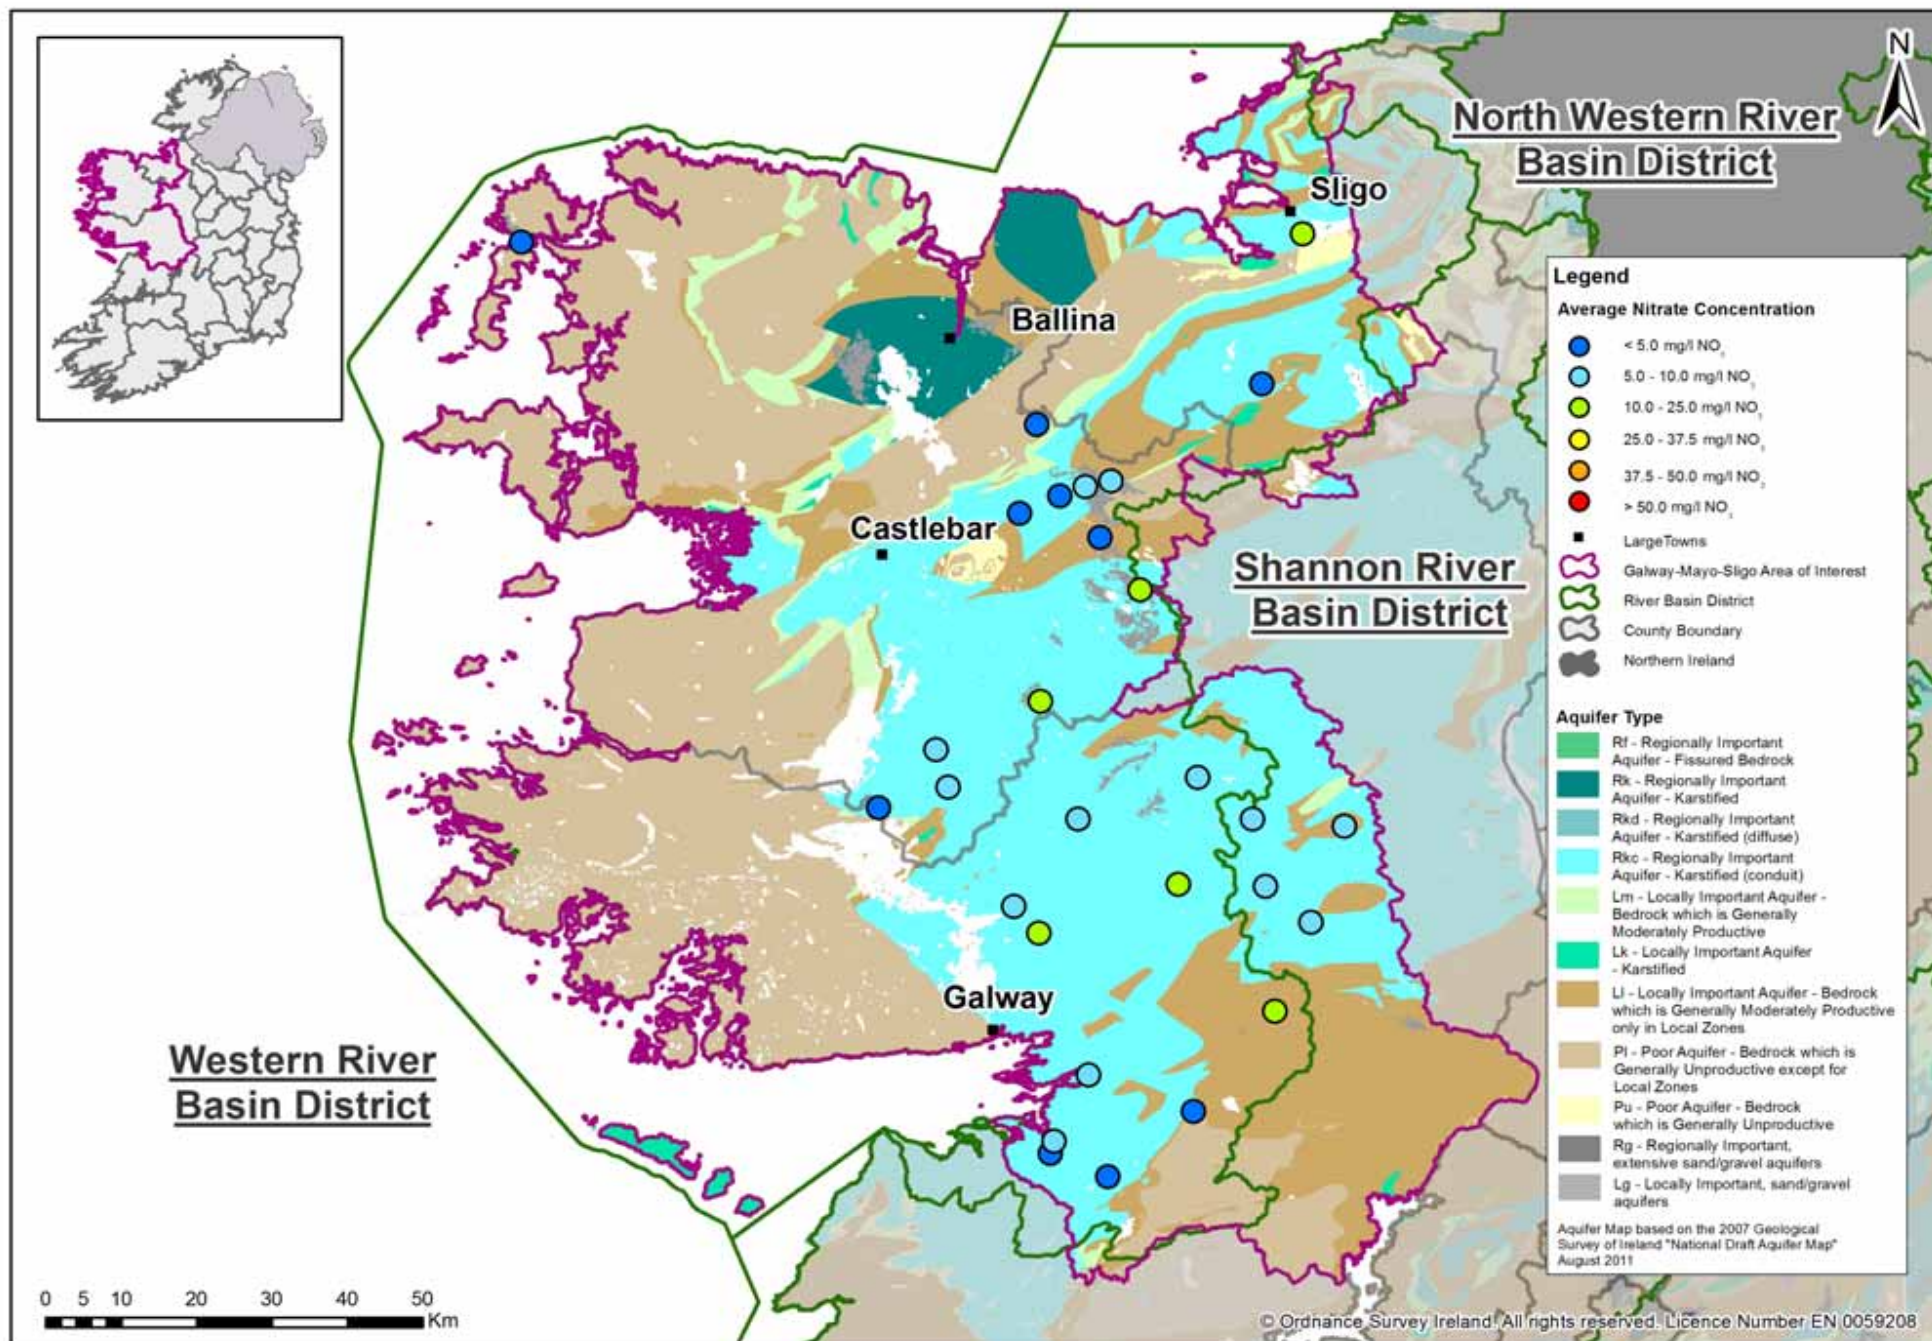 N
North Western River
Basin District
Sligo
Ballina
Castlebar
Shannon River
Basin District
Galway
Western River
Basin District
Legend
Average Nitrate Concentration
< 5.0 mg/l NO₃
5.0 - 10.0 mg/l NO₃
10.0 - 25.0 mg/l NO₃
25.0 - 37.5 mg/l NO₃
37.5 - 50.0 mg/l NO₃
> 50.0 mg/l NO₃
LargeTowns
Galway-Mayo-Sligo Area of Interest
River Basin District
County Boundary
Northern Ireland
Aquifer Type
Rf - Regionally Important
Aquifer - Fissured Bedrock
Rk - Regionally Important
Aquifer - Karstified
Rkd - Regionally Important
Aquifer - Karstified (diffuse)
Rkc - Regionally Important
Aquifer - Karstified (conduit)
Lm - Locally Important Aquifer -
Bedrock which is Generally
Moderately Productive
Lk - Locally Important Aquifer
- Karstified
Ll - Locally Important Aquifer - Bedrock
which is Generally Moderately Productive
only in Local Zones
Pl - Poor Aquifer - Bedrock which is
Generally Unproductive except for
Local Zones
Pu - Poor Aquifer - Bedrock
which is Generally Unproductive
Rg - Regionally Important,
extensive sand/gravel aquifers
Lg - Locally Important, sand/gravel
aquifers
Aquifer Map based on the 2007 Geological
Survey of Ireland "National Draft Aquifer Map"
August 2011
0 5 10 20 30 40 50
Km
© Ordnance Survey Ireland. All rights reserved. Licence Number EN 0059208